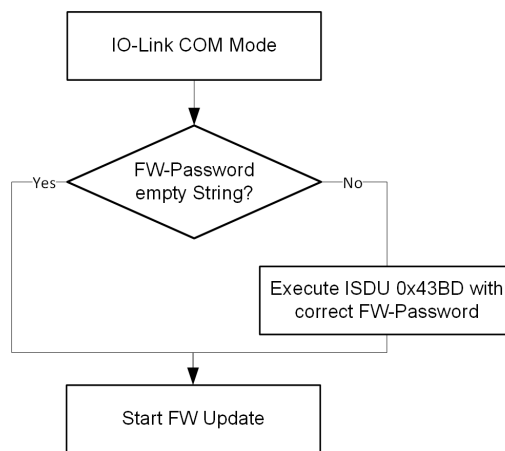 IO-Link COM Mode
FW-Password
empty String?
Yes
No
Execute ISDU 0x43BD with
correct FW-Password
Start FW Update